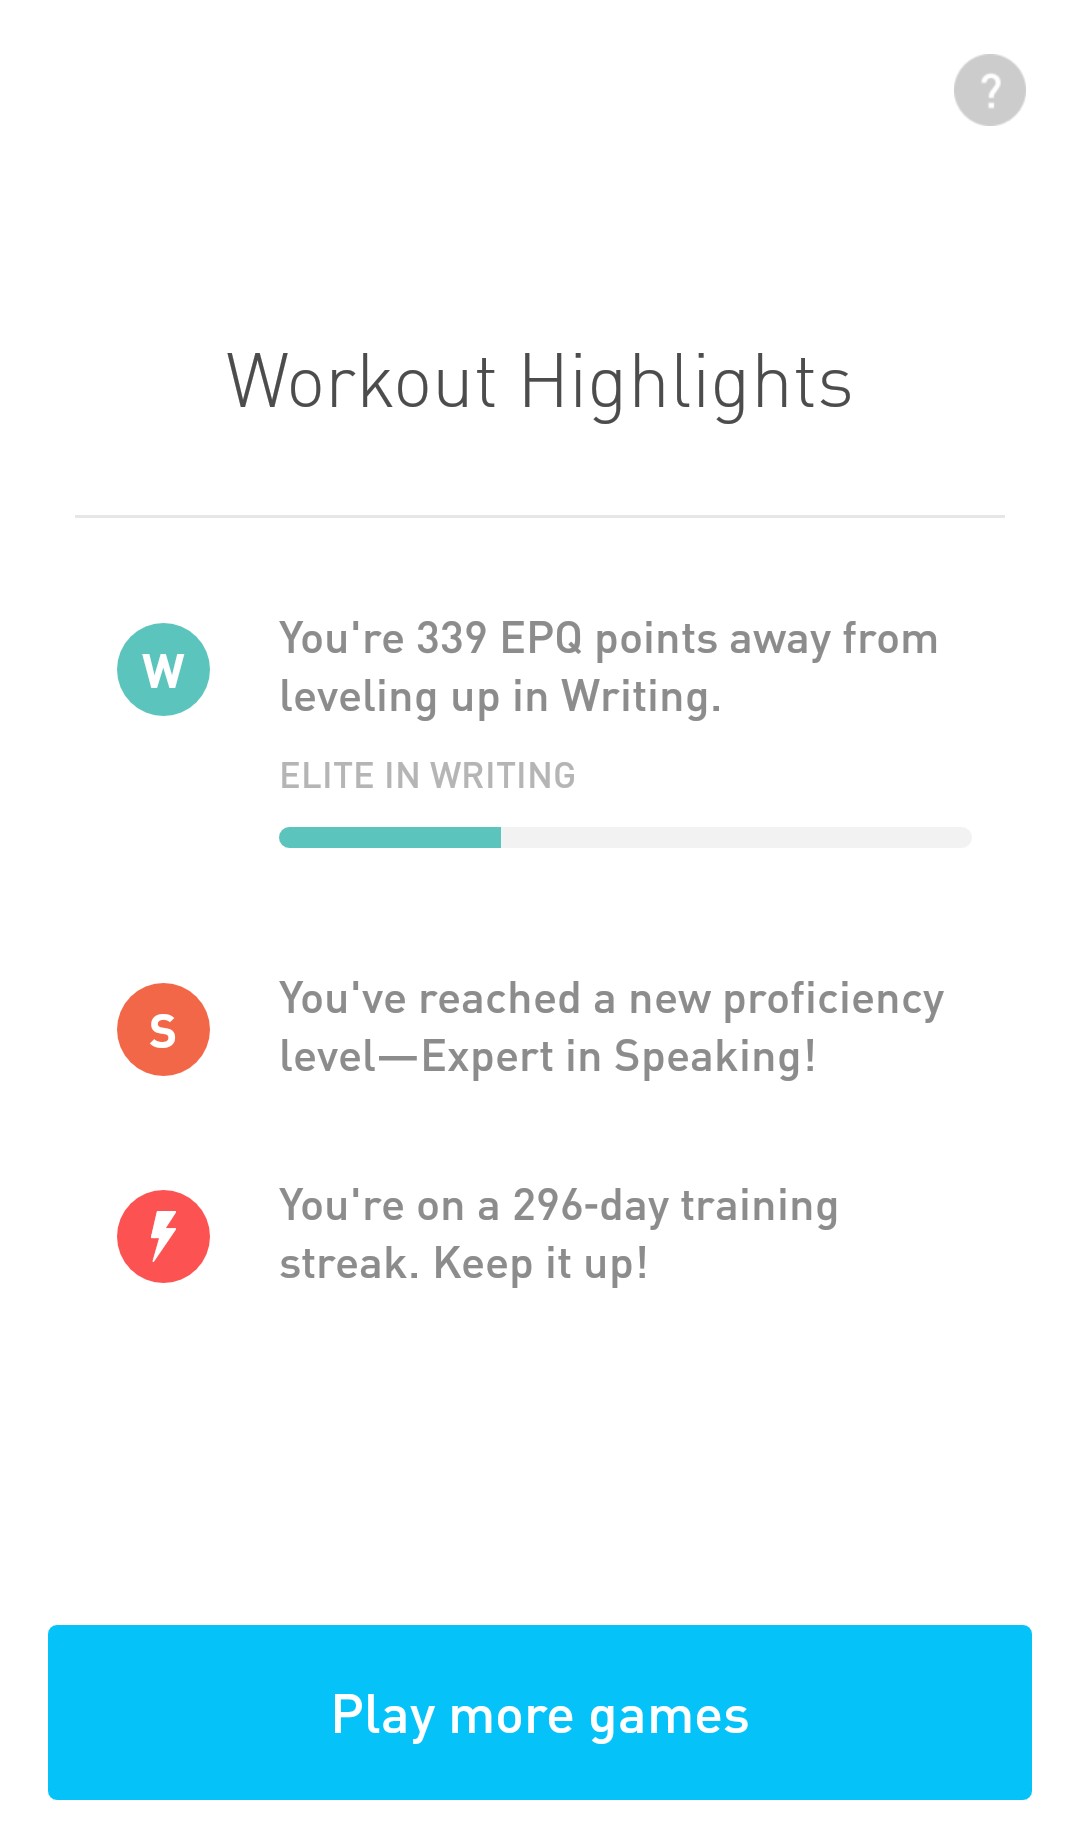 ?
Workout Highlights
W
You're 339 EPQ points away from
leveling up in Writing.
ELITE IN WRITING
S
You've reached a new proficiency
level—Expert in Speaking!
You're on a 296-day training
streak. Keep it up!
Play more games